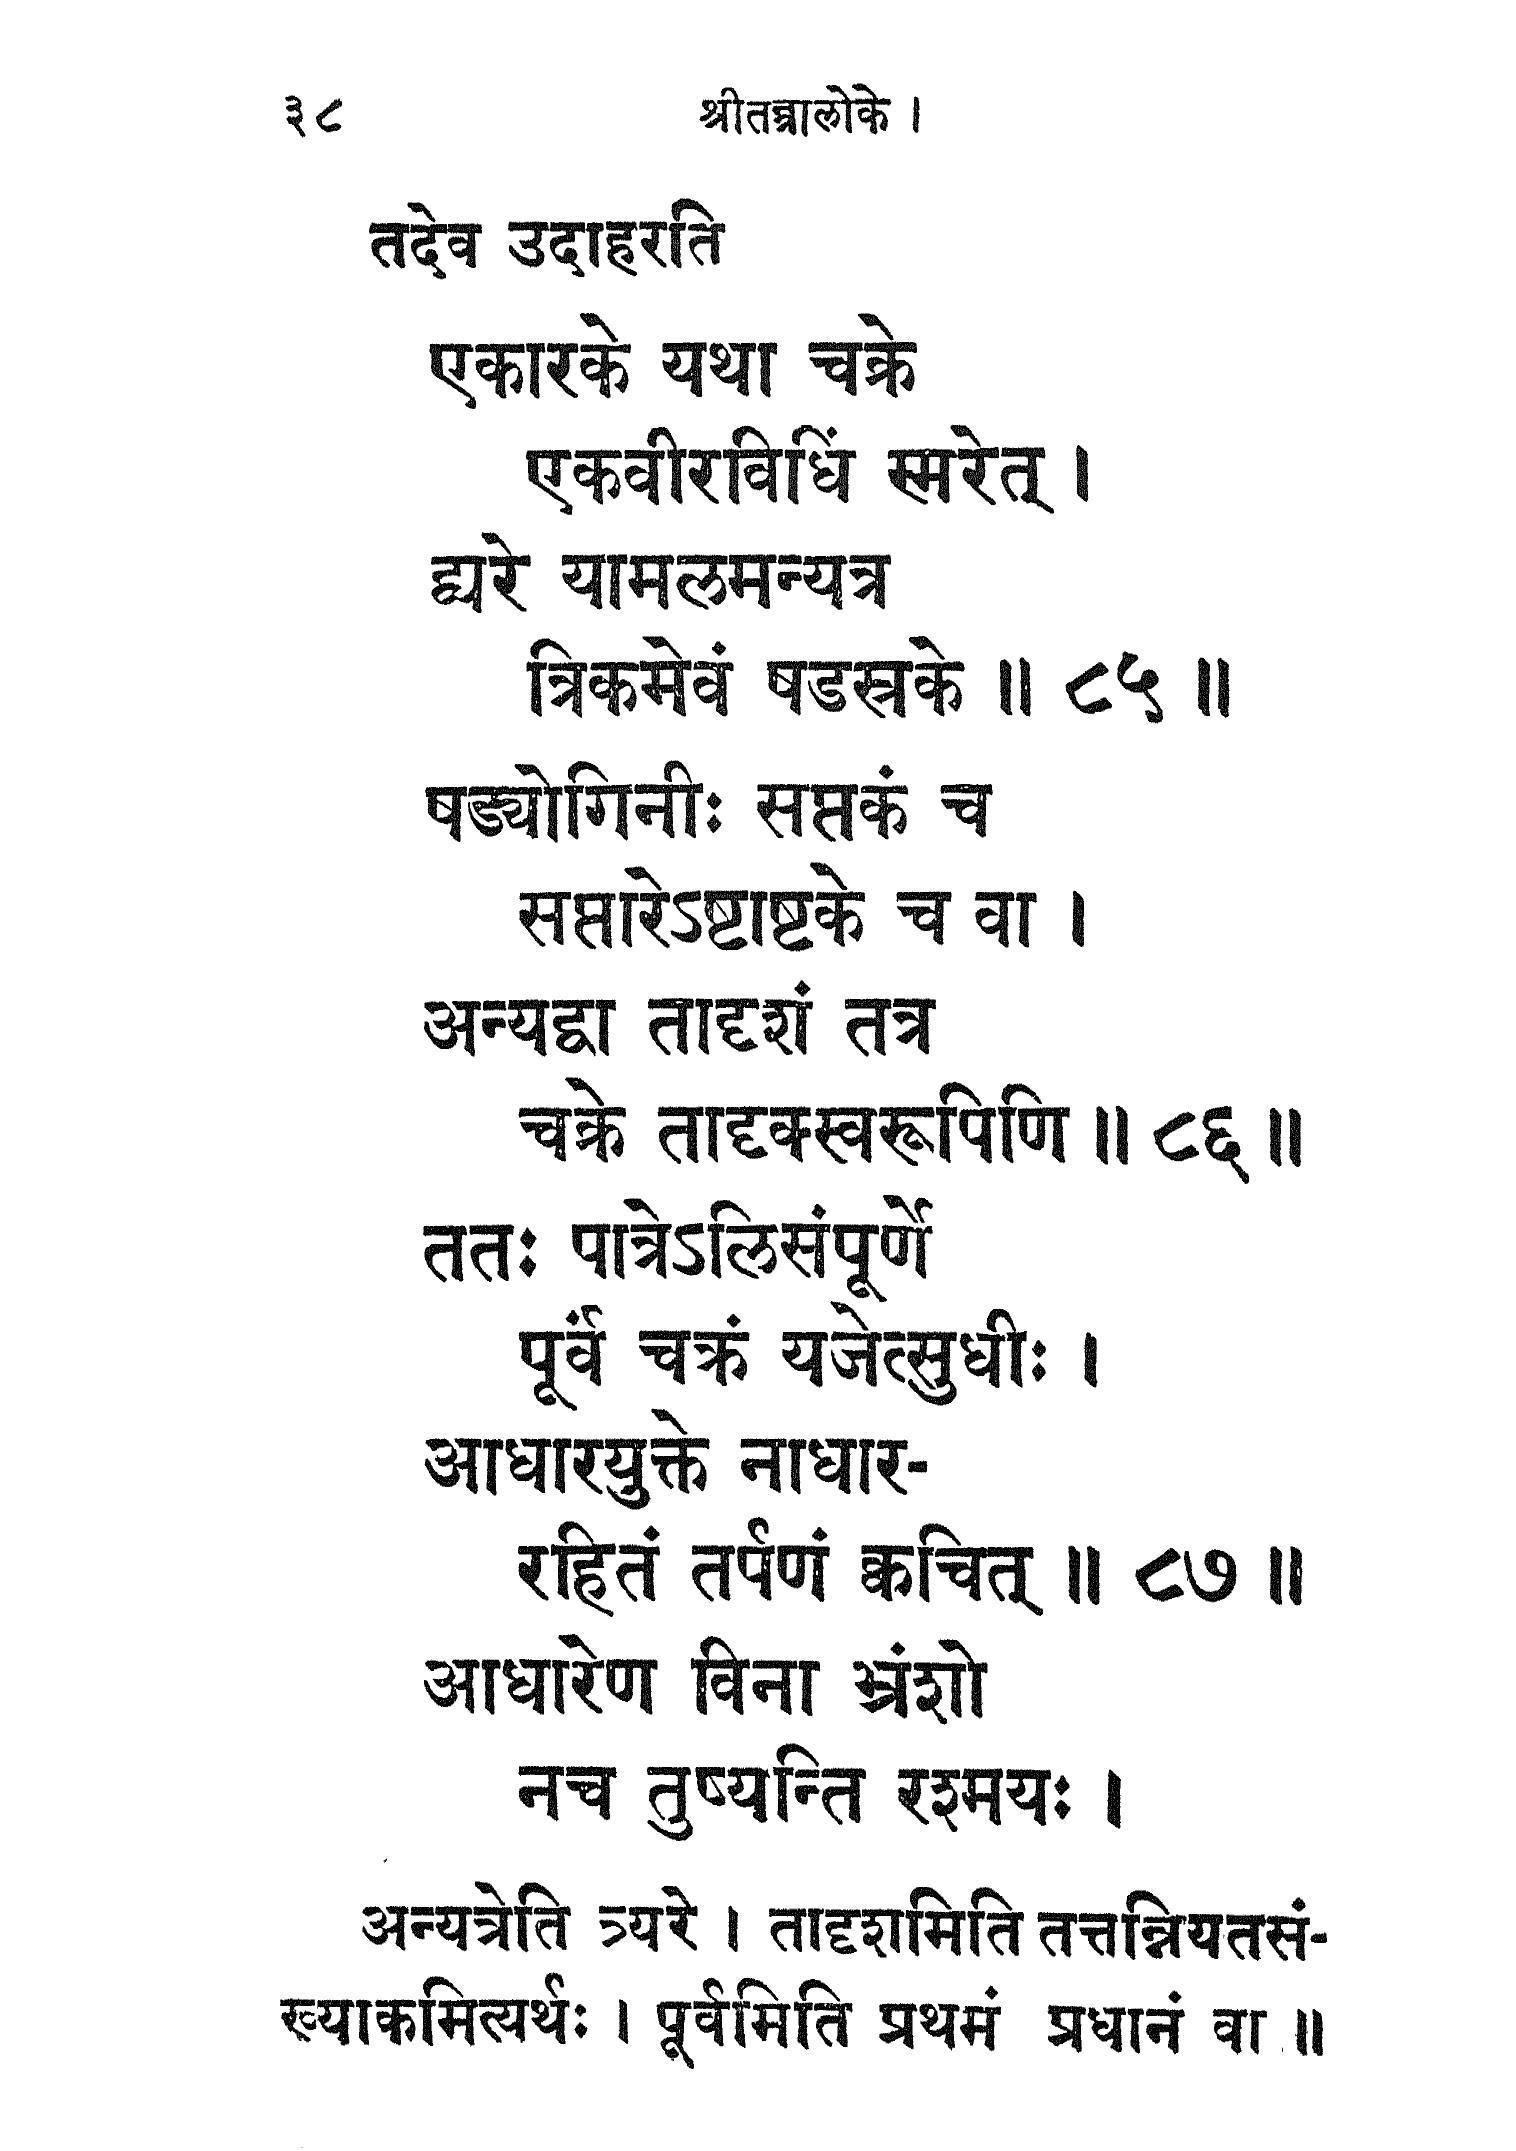 ३८ श्रीतन्त्रालोके ।
तदेव उदाहरति
एकारके यथा चक्रे
एकवीरविधिं स्मरेत् ।
द्व्यरे यामलमन्यत्र
त्रिकमेवं षडस्रके ॥ ८५ ॥
षड्योगिनीः सप्तकं च
सप्तारेऽष्टाष्टके च वा ।
अन्यद्वा तादृशं तत्र
चक्रे तादृक्स्वरूपिणि ॥ ८६ ॥
ततः पात्रेऽलिसंपूर्णे
पूर्वं चक्रं यजेत्सुधीः ।
आधारयुक्ते नाधार-
रहितं तर्पणं क्वचित् ॥ ८७ ॥
आधारेण विना भ्रंशो
नच तुष्यन्ति रश्मयः ।
अन्यत्रेति त्र्यरे । तादृशमिति तत्तन्नियतसं-
ख्याकमित्यर्थः । पूर्वमिति प्रथमं प्रधानं वा ॥